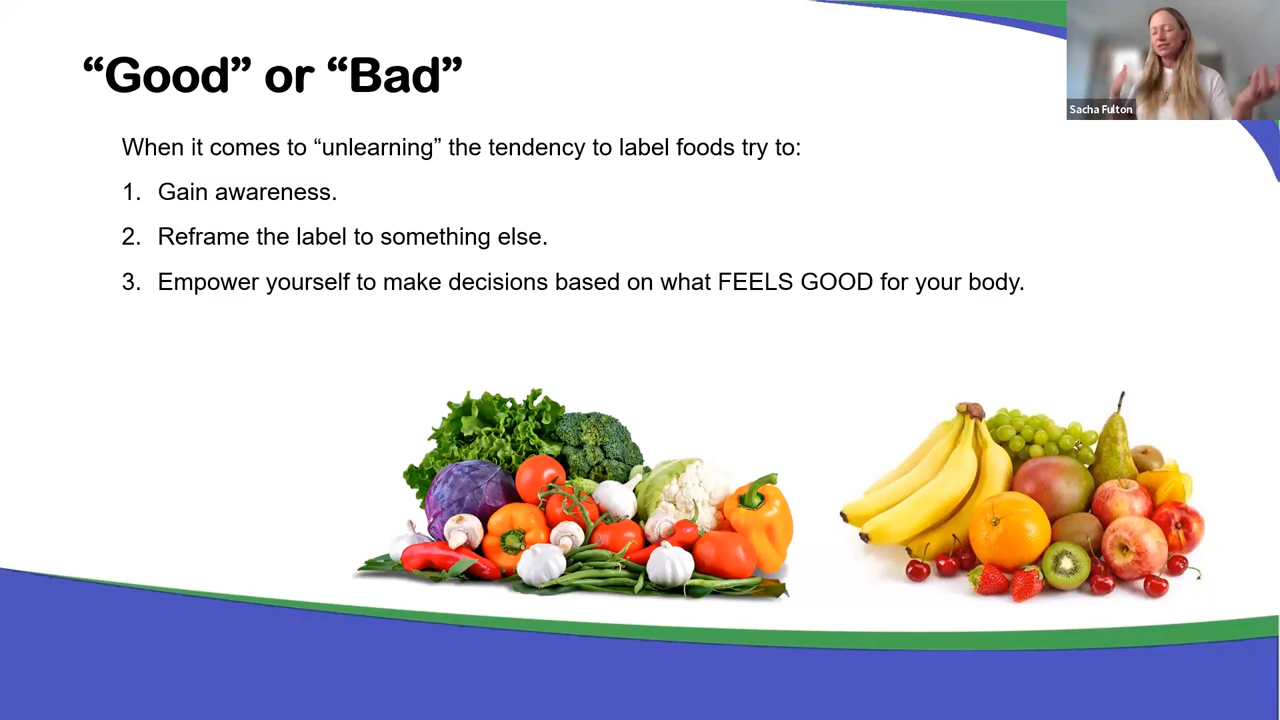 “Good” or “Bad”
Sacha Fulton
When it comes to “unlearning” the tendency to label foods try to:
1. Gain awareness.
2. Reframe the label to something else.
3. Empower yourself to make decisions based on what FEELS GOOD for your body.